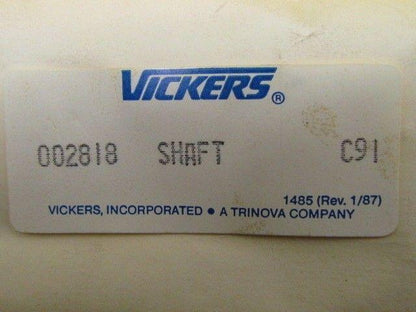 VICKERS®
002818 SHAFT C91
1485 (Rev. 1/87)
VICKERS, INCORPORATED • A TRINOVA COMPANY